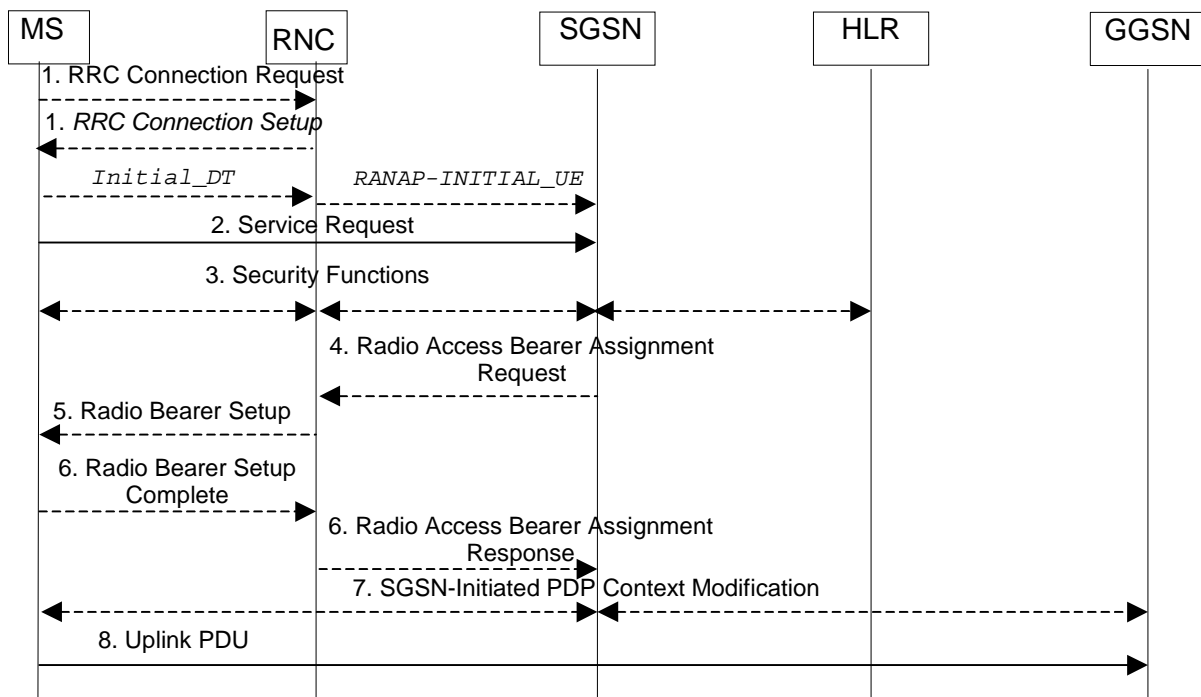 MS
RNC
SGSN
HLR
GGSN
1. RRC Connection Request
1. RRC Connection Setup
Initial_DT
RANAP-INITIAL_UE
2. Service Request
3. Security Functions
4. Radio Access Bearer Assignment
Request
5. Radio Bearer Setup
6. Radio Bearer Setup
Complete
6. Radio Access Bearer Assignment
Response
7. SGSN-Initiated PDP Context Modification
8. Uplink PDU